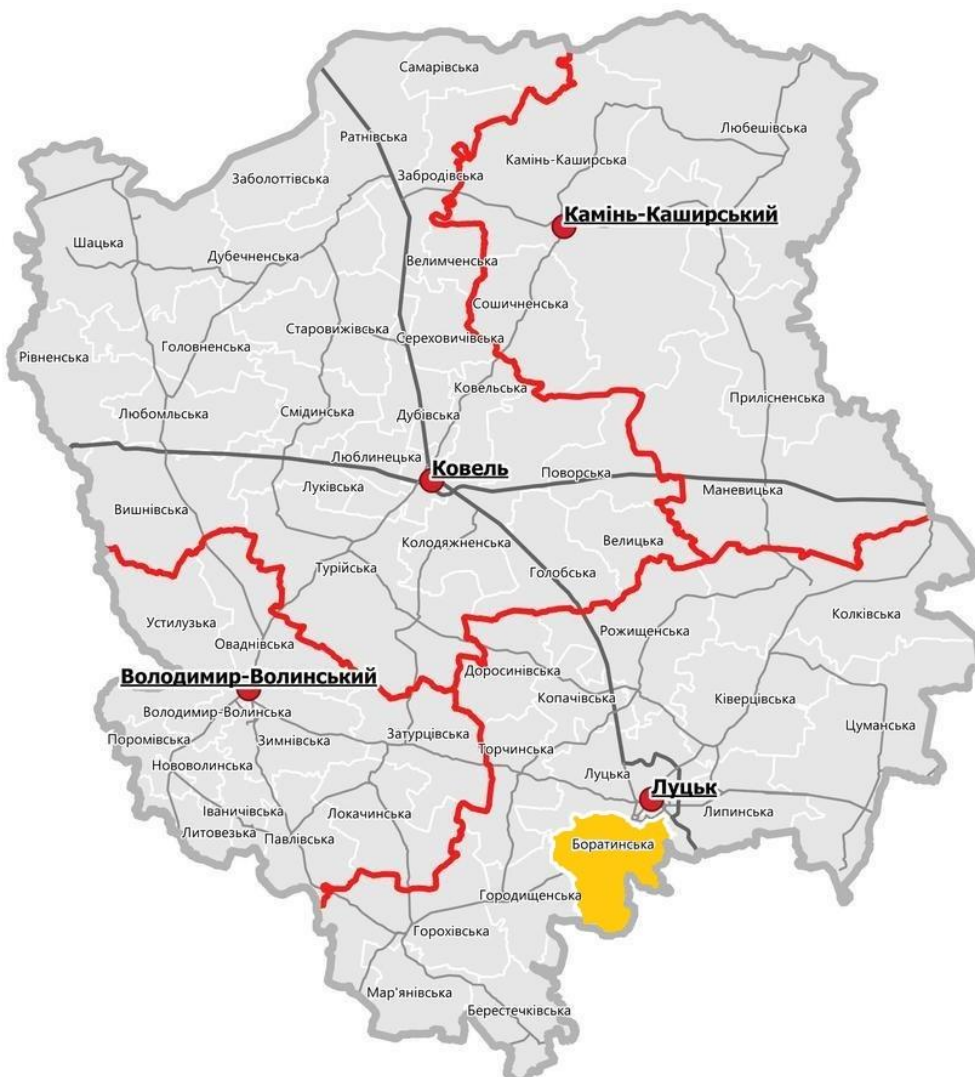 Самарівська
Ратнівська
Любешівська
Камінь-Каширська
Забродівська
Заболоттівська
Камінь-Каширський
Шацька
Дубечненська
Велимченська
Сошичненська
Старовижівська
Сереховичівська
Головненська
Рівненська
Ковельська
Прилісненська
Любомльська
Смідинська
Дубівська
Люблинецька
Ковель
Поворська
Луківська
Маневицька
Вишнівська
Колодяжненська
Велицька
Турійська
Голобська
Устилузька
Колківська
Рожищенська
Оваднівська
Доросинівська
Володимир-Волинський
Копачівська
Ківерцівська
Володимир-Волинська
Цуманська
Затурцівська
Поромівська
Зимнівська
Торчинська
Нововолинська
Луцька
Луцьк
Іваничівська
Локачинська
Липинська
Литовезька
Павлівська
Боратинська
Городищенська
Горохівська
Мар'янівська
Берестечківська